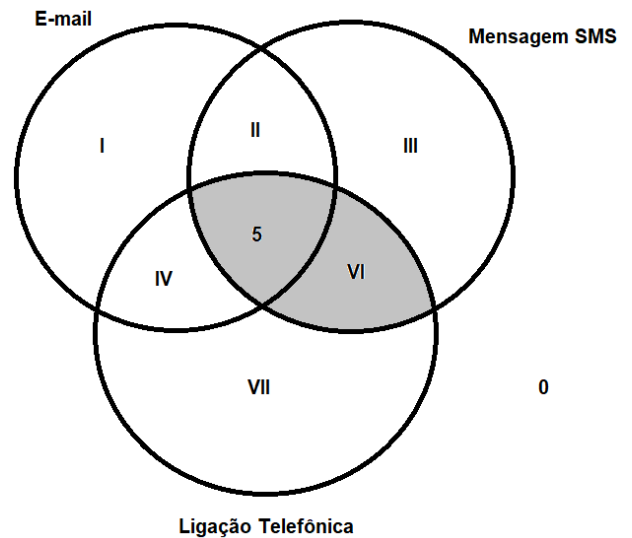 E-mail
Mensagem SMS
II
I
III
5
IV
VI
VII
0
Ligação Telefônica